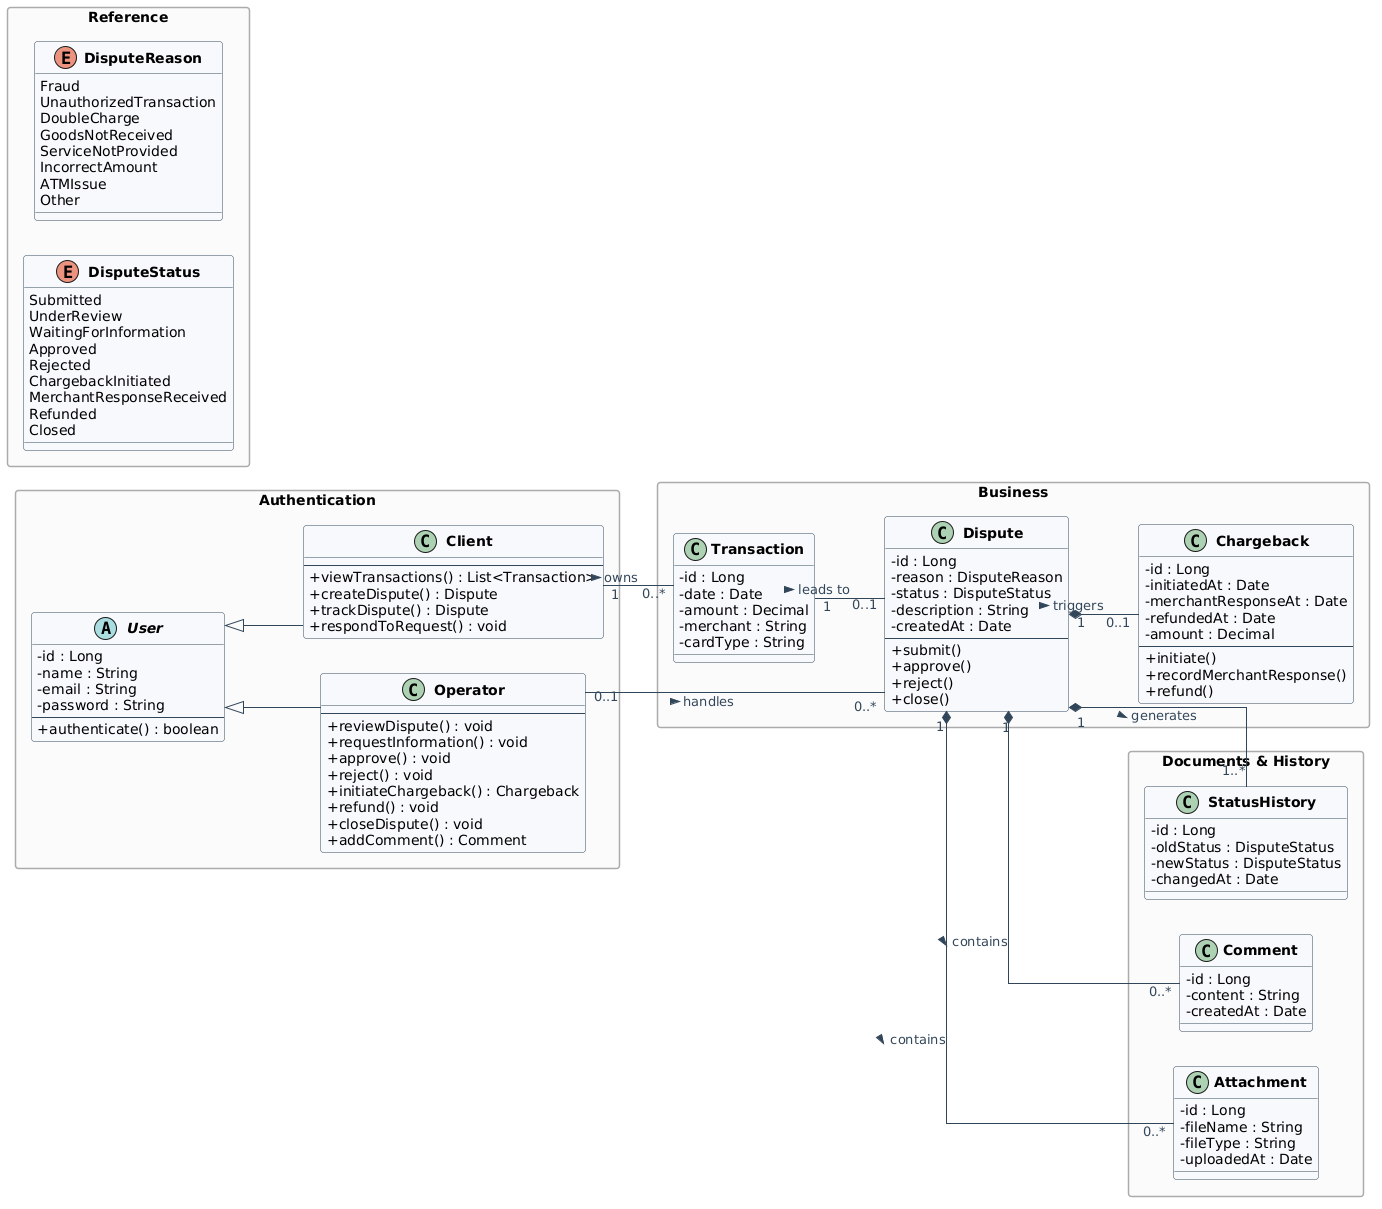 Reference
E DisputeReason
Fraud
UnauthorizedTransaction
DoubleCharge
GoodsNotReceived
ServiceNotProvided
IncorrectAmount
ATMIssue
Other
E DisputeStatus
Submitted
UnderReview
WaitingForInformation
Approved
Rejected
ChargebackInitiated
MerchantResponseReceived
Refunded
Closed
Authentication
C Client
+viewTransactions() : List<Transaction>
+createDispute() : Dispute
+trackDispute() : Dispute
+respondToRequest() : void
A User
-id : Long
-name : String
-email : String
-password : String
+authenticate() : boolean
C Operator
+reviewDispute() : void
+requestInformation() : void
+approve() : void
+reject() : void
+initiateChargeback() : Chargeback
+refund() : void
+closeDispute() : void
+addComment() : Comment
owns
1
0..*
0..1
handles
0..*
Business
C Transaction
-id : Long
-date : Date
-amount : Decimal
-merchant : String
-cardType : String
leads to
1
0..1
C Dispute
-id : Long
-reason : DisputeReason
-status : DisputeStatus
-description : String
-createdAt : Date
+submit()
+approve()
+reject()
+close()
triggers
1
0..1
C Chargeback
-id : Long
-initiatedAt : Date
-merchantResponseAt : Date
-refundedAt : Date
-amount : Decimal
+initiate()
+recordMerchantResponse()
+refund()
1
generates
1..*
1
contains
0..*
1
contains
0..*
Documents & History
C StatusHistory
-id : Long
-oldStatus : DisputeStatus
-newStatus : DisputeStatus
-changedAt : Date
C Comment
-id : Long
-content : String
-createdAt : Date
C Attachment
-id : Long
-fileName : String
-fileType : String
-uploadedAt : Date